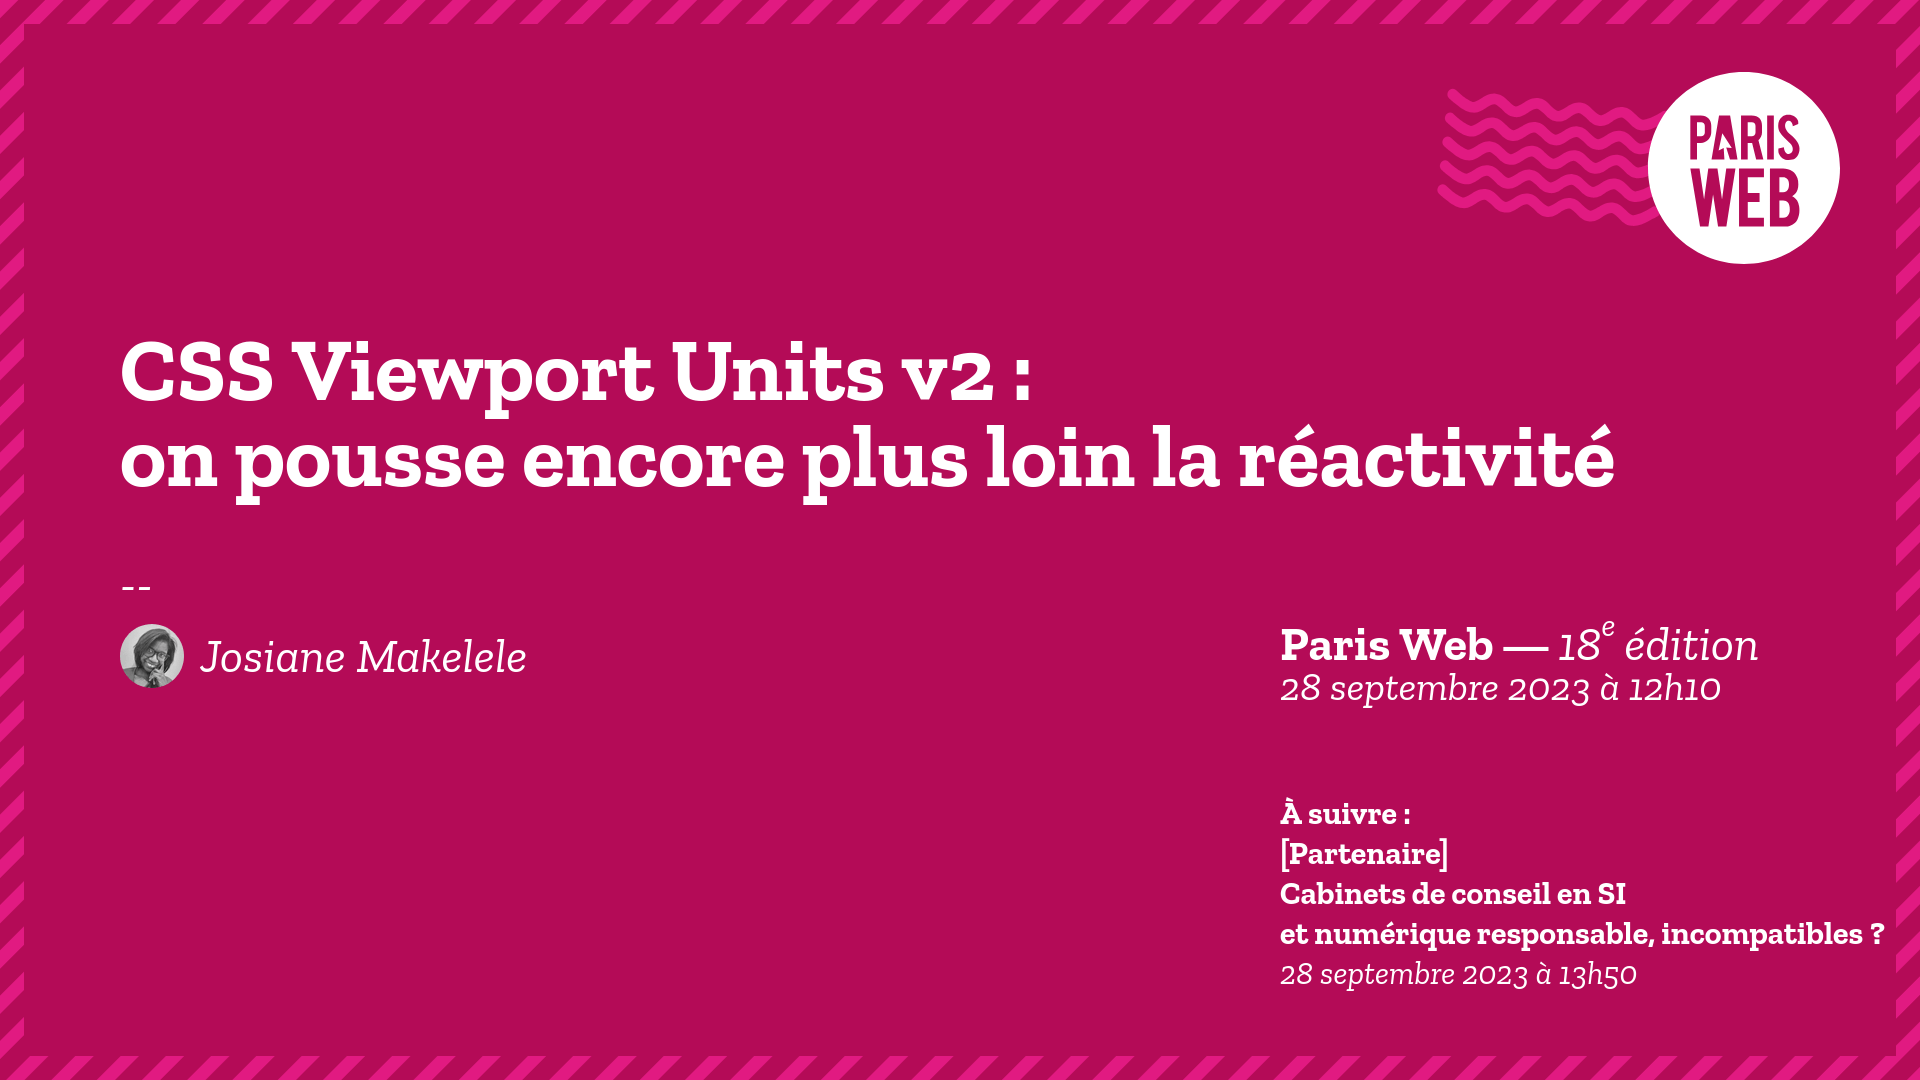 PARIS
WEB
CSS Viewport Units v2 :
on pousse encore plus loin la réactivité
--
Josiane Makelele
Paris Web — 18e édition
28 septembre 2023 à 12h10
À suivre :
[Partenaire]
Cabinets de conseil en SI
et numérique responsable, incompatibles ?
28 septembre 2023 à 13h50